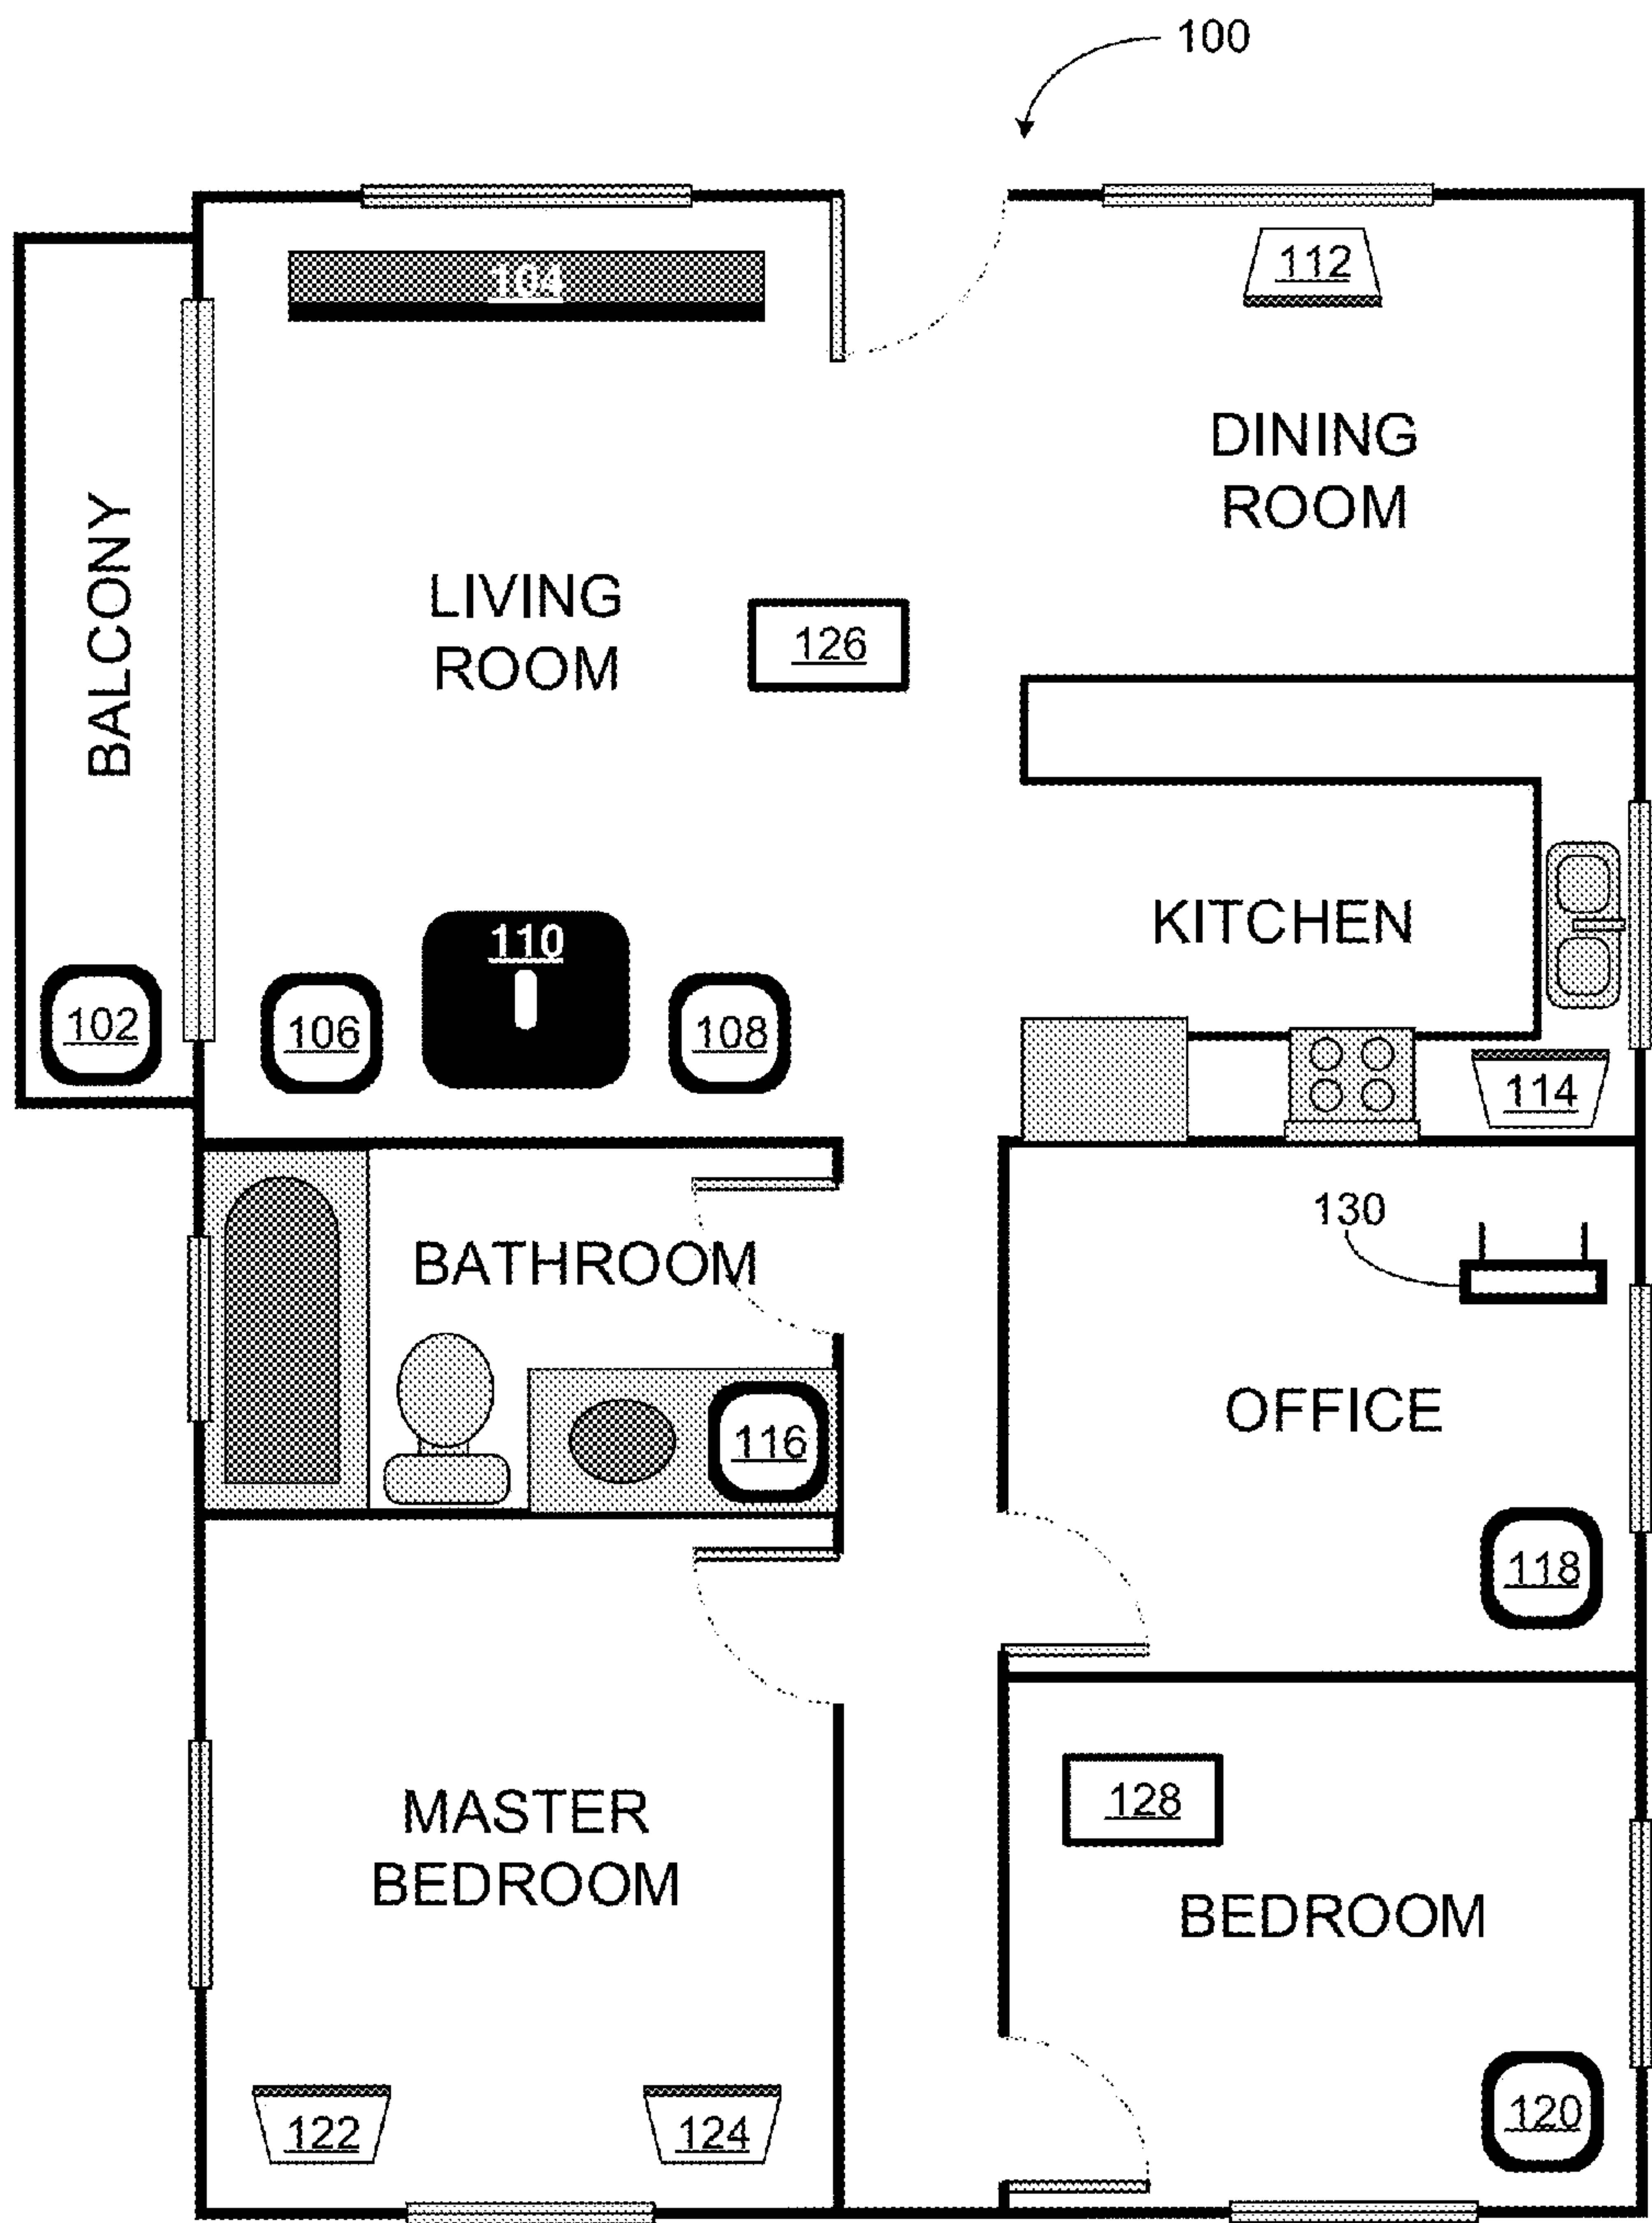 100
104
112
DINING
ROOM
BALCONY
LIVING
ROOM
126
KITCHEN
110
102
106
108
114
130
BATHROOM
OFFICE
116
118
MASTER
BEDROOM
128
BEDROOM
122
124
120